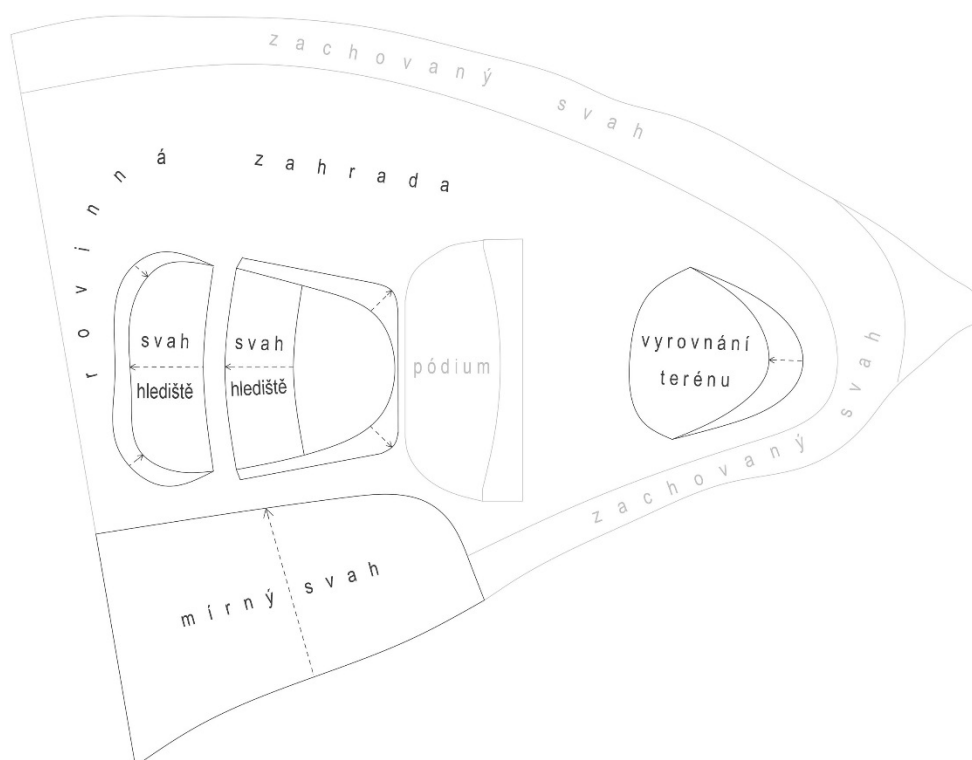 zachovaný svah
rovinná zahrada
svah
hlediště
svah
hlediště
pódium
vyrovnání
terénu
zachovaný svah
mírný svah